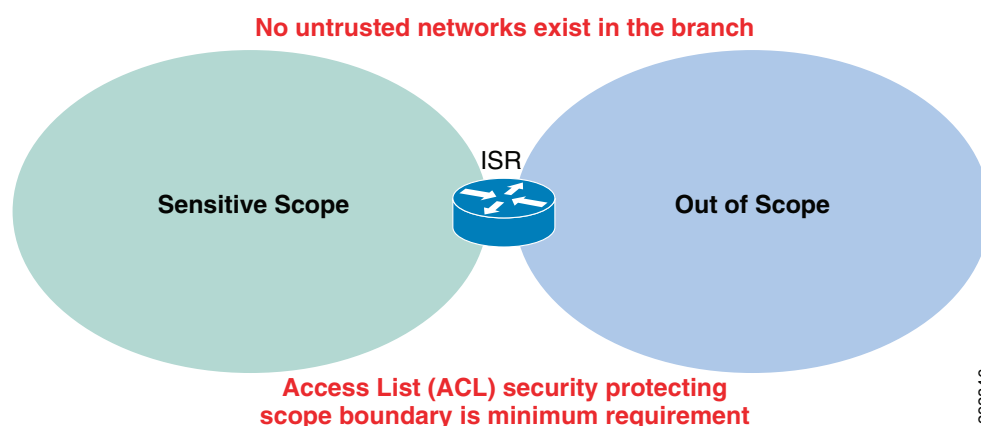 No untrusted networks exist in the branch
ISR
Sensitive Scope
Out of Scope
Access List (ACL) security protecting
scope boundary is minimum requirement